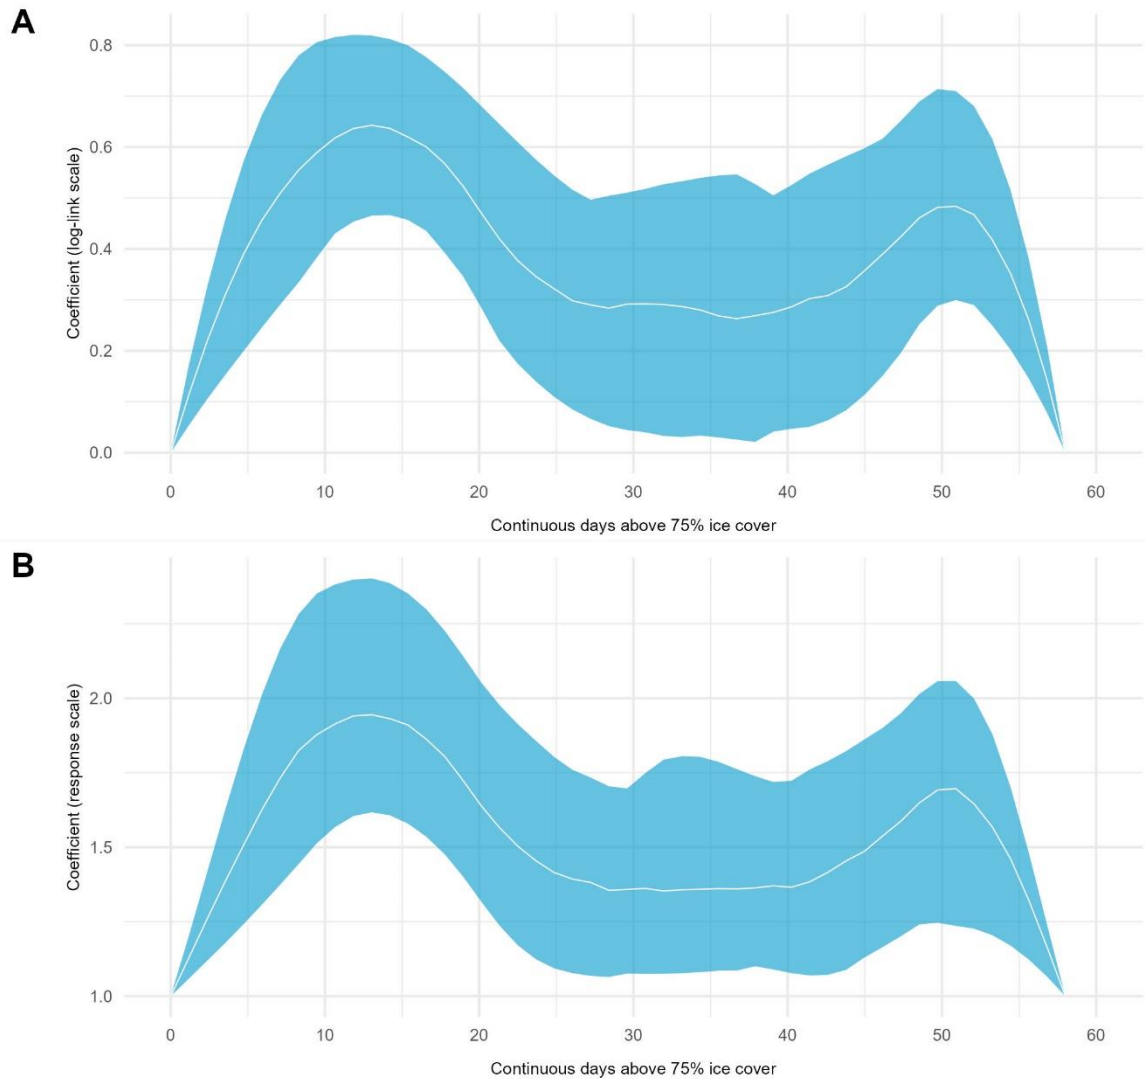 A
Coefficient (log-link scale)
0.8
0.6
0.4
0.2
0.0
0 10 20 30 40 50 60
Continuous days above 75% ice cover
B
Coefficient (response scale)
2.0
1.5
1.0
0 10 20 30 40 50 60
Continuous days above 75% ice cover